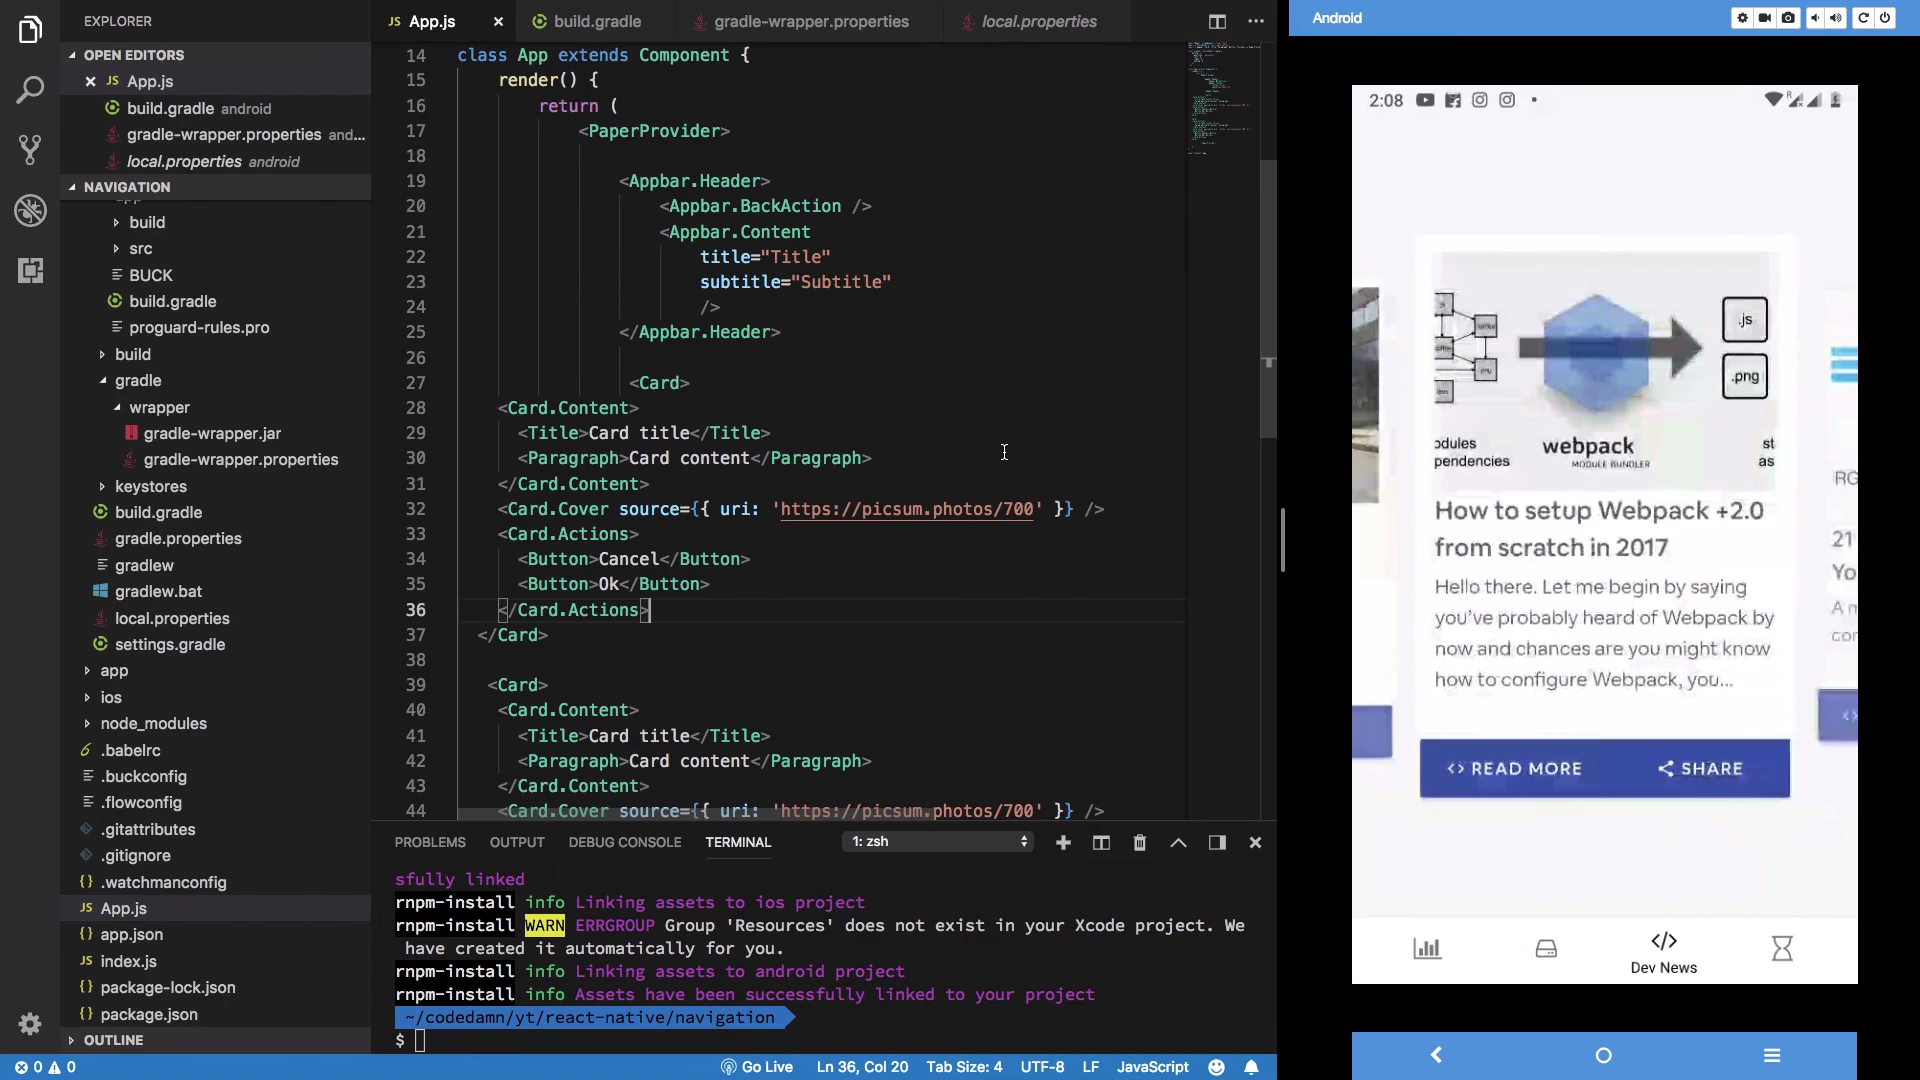 EXPLORER
OPEN EDITORS
JS App.js
build.gradle android
gradle-wrapper.properties and...
local.properties android
NAVIGATION
build
src
BUCK
build.gradle
proguard-rules.pro
build
gradle
wrapper
gradle-wrapper.jar
gradle-wrapper.properties
keystores
build.gradle
gradle.properties
gradlew
gradlew.bat
local.properties
settings.gradle
app
ios
node_modules
.babelrc
.buckconfig
.flowconfig
.gitattributes
.gitignore
.watchmanconfig
JS App.js
app.json
JS index.js
package-lock.json
package.json
OUTLINE
JS App.js
build.gradle
gradle-wrapper.properties
local.properties
14 class App extends Component {
15 render() {
16 return (
17 <PaperProvider>
18
19 <Appbar.Header>
20 <Appbar.BackAction />
21 <Appbar.Content
22 title="Title"
23 subtitle="Subtitle"
24 />
25 </Appbar.Header>
26
27 <Card>
28 <Card.Content>
29 <Title>Card title</Title>
30 <Paragraph>Card content</Paragraph>
31 </Card.Content>
32 <Card.Cover source={{ uri: 'https://picsum.photos/700' }} />
33 <Card.Actions>
34 <Button>Cancel</Button>
35 <Button>Ok</Button>
36 </Card.Actions>
37 </Card>
38
39 <Card>
40 <Card.Content>
41 <Title>Card title</Title>
42 <Paragraph>Card content</Paragraph>
43 </Card.Content>
44 <Card.Cover source={{ uri: 'https://picsum.photos/700' }} />
PROBLEMS OUTPUT DEBUG CONSOLE TERMINAL 1: zsh
sfully linked
rnpm-install info Linking assets to ios project
rnpm-install WARN ERRGROUP Group 'Resources' does not exist in your Xcode project. We
have created it automatically for you.
rnpm-install info Linking assets to android project
rnpm-install info Assets have been successfully linked to your project
~/codedamn/yt/react-native/navigation
$
0 0 Go Live Ln 36, Col 20 Tab Size: 4 UTF-8 LF JavaScript
Android
2:08
.js
.png
odules
pendencies
webpack
MODULE BUNDLER
st
as
How to setup Webpack +2.0
from scratch in 2017
Hello there. Let me begin by saying
you've probably heard of Webpack by
now and chances are you might know
how to configure Webpack, you...
<> READ MORE SHARE
RG
21
Yo
A m
cor
</>
Dev News